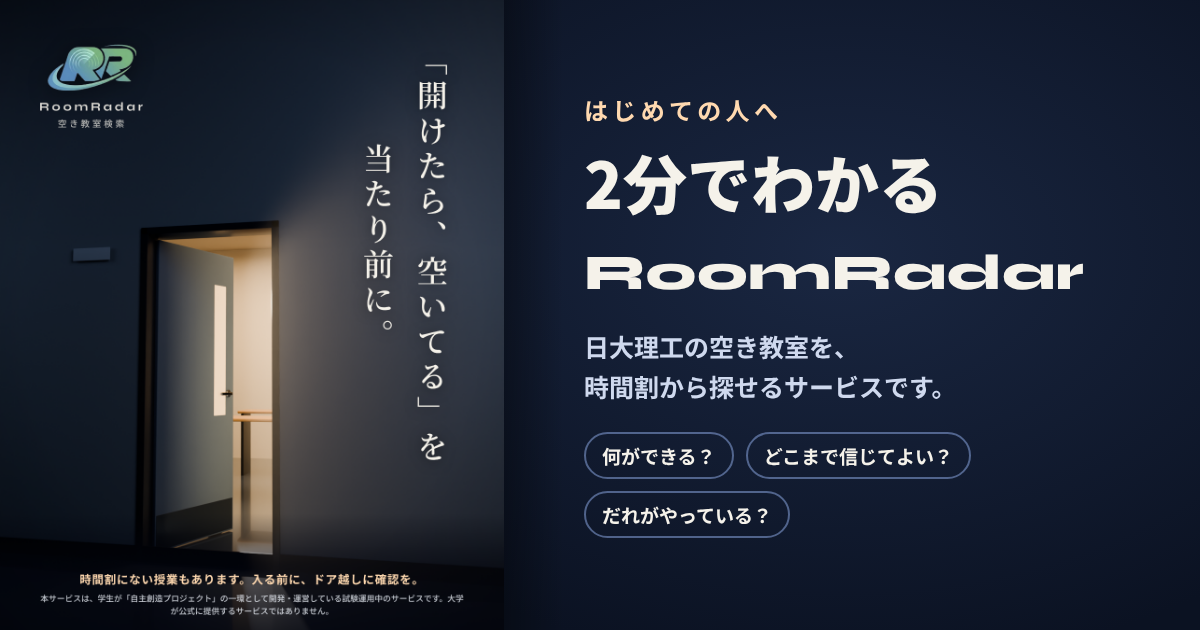 RR
RoomRadar
空き教室検索
「開けたら、空いてる」を
当たり前に。
時間割にない授業もあります。入る前に、ドア越しに確認を。
本サービスは、学生が「自主創造プロジェクト」の一環として開発・運営している試験運用中のサービスです。大学
が公式に提供するサービスではありません。
はじめての人へ
2分でわかる
RoomRadar
日大理工の空き教室を、
時間割から探せるサービスです。
何ができる？
どこまで信じてよい？
だれがやっている？